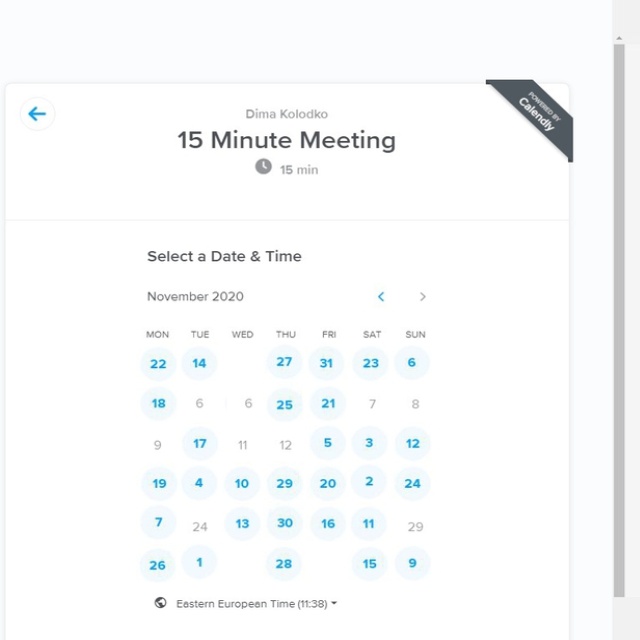 POWERED BY
Calendly
Dima Kolodko
15 Minute Meeting
15 min
Select a Date & Time
November 2020
MON TUE WED THU FRI SAT SUN
22 14 27 31 23 6
18 6 6 25 21 7 8
9 17 11 12 5 3 12
19 4 10 29 20 2 24
7 24 13 30 16 11 29
26 1 28 15 9
Eastern European Time (11:38)